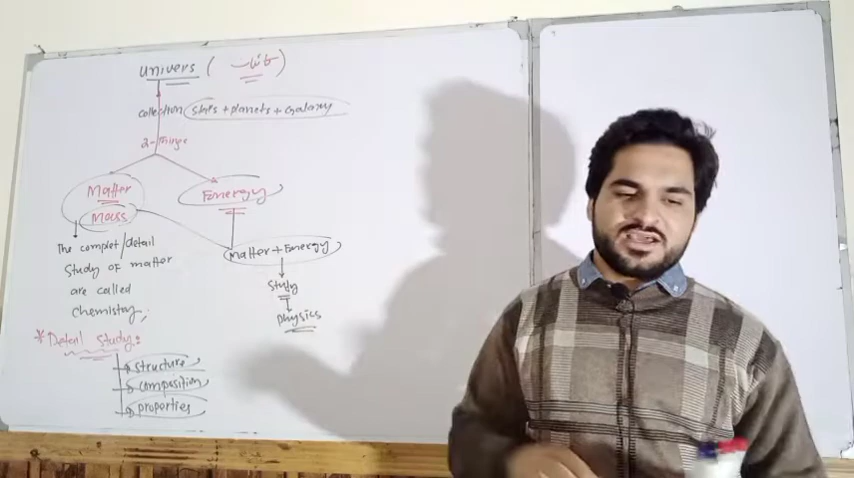 Univers ( کائنات )
collection stars + planets + Galaxy
2-things
Matter
Mass
Energy
The complet/detail
Study of matter
are called
chemistry,
Matter + Energy
Study
physics
* Detail Study:
structure
composition
properties